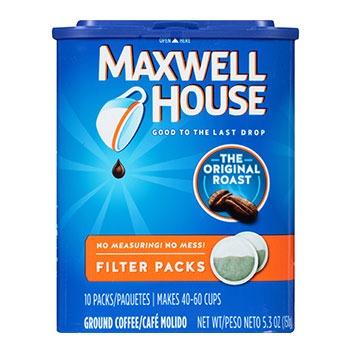 OPEN HERE
MAXWELL
HOUSE
GOOD TO THE LAST DROP
THE
ORIGINAL
ROAST
NO MEASURING! NO MESS!
FILTER PACKS
10 PACKS/PAQUETES | MAKES 40-60 CUPS
GROUND COFFEE/CAFÉ MOLIDO NET WT/PESO NETO 5.3 OZ (150g)